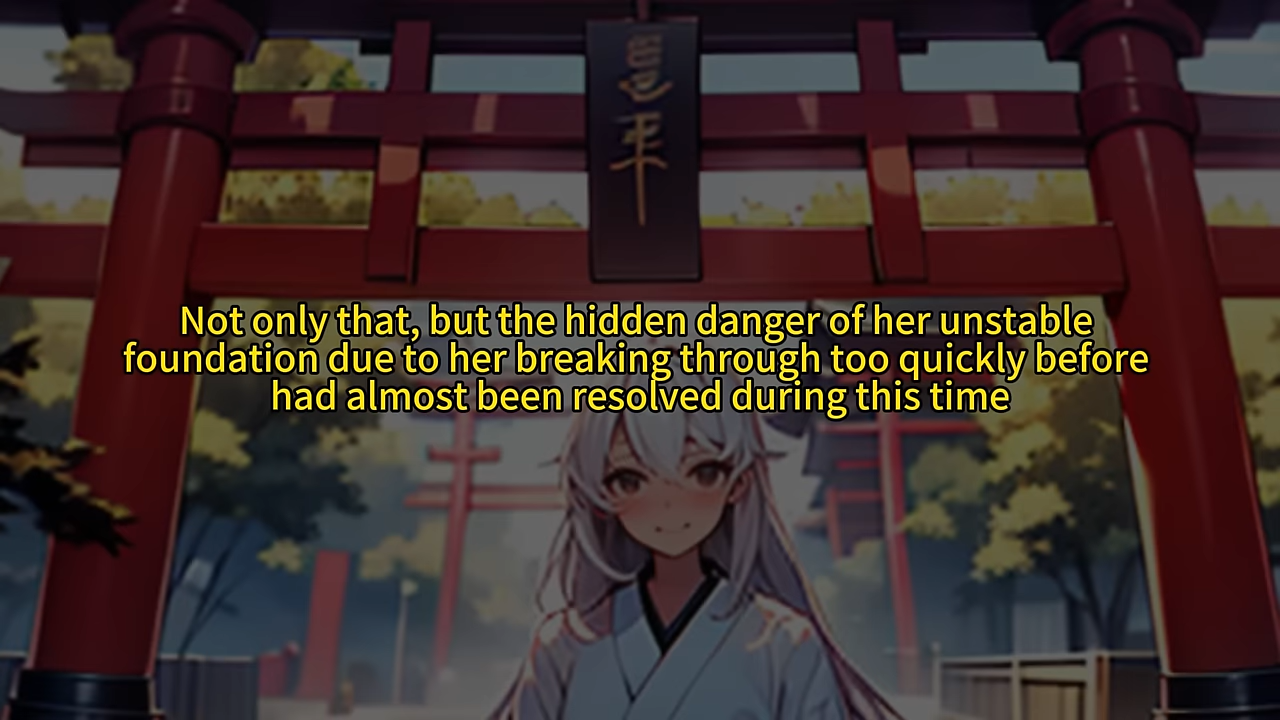 Not only that, but the hidden danger of her unstable
foundation due to her breaking through too quickly before
had almost been resolved during this time